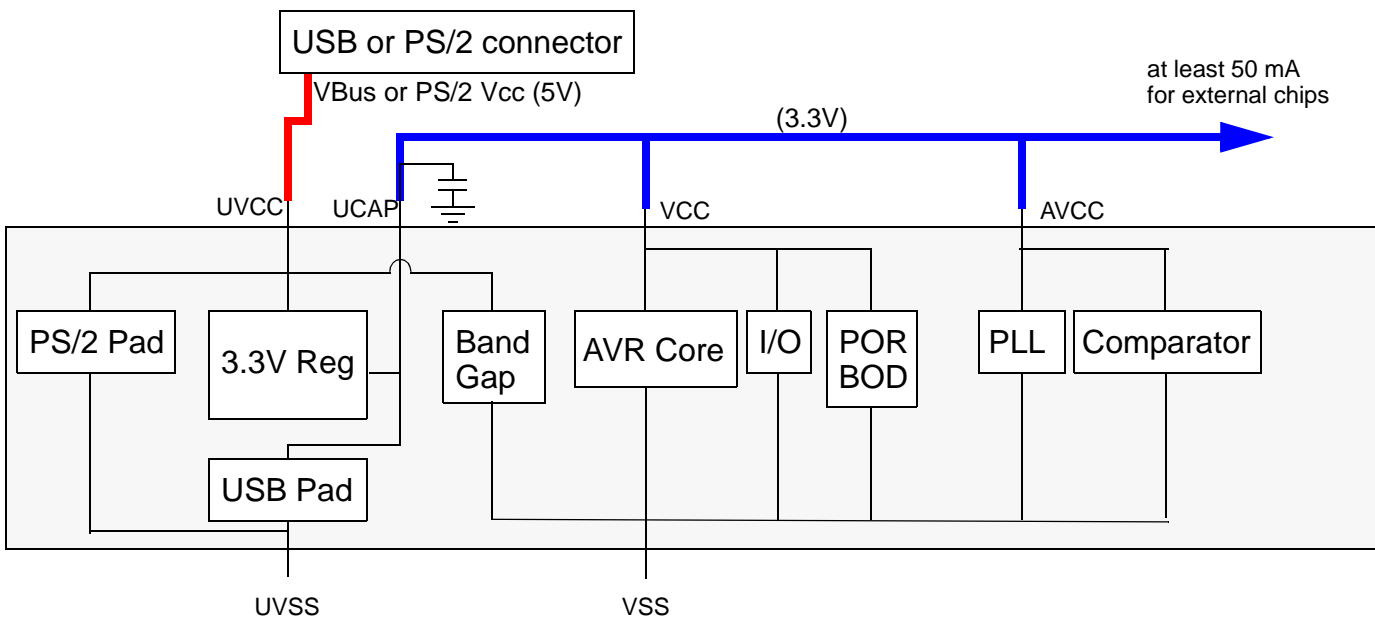 USB or PS/2 connector
VBus or PS/2 Vcc (5V)
at least 50 mA
for external chips
(3.3V)
UVCC
UCAP
VCC
AVCC
PS/2 Pad
3.3V Reg
Band
Gap
AVR Core
I/O
POR
BOD
PLL
Comparator
USB Pad
UVSS
VSS